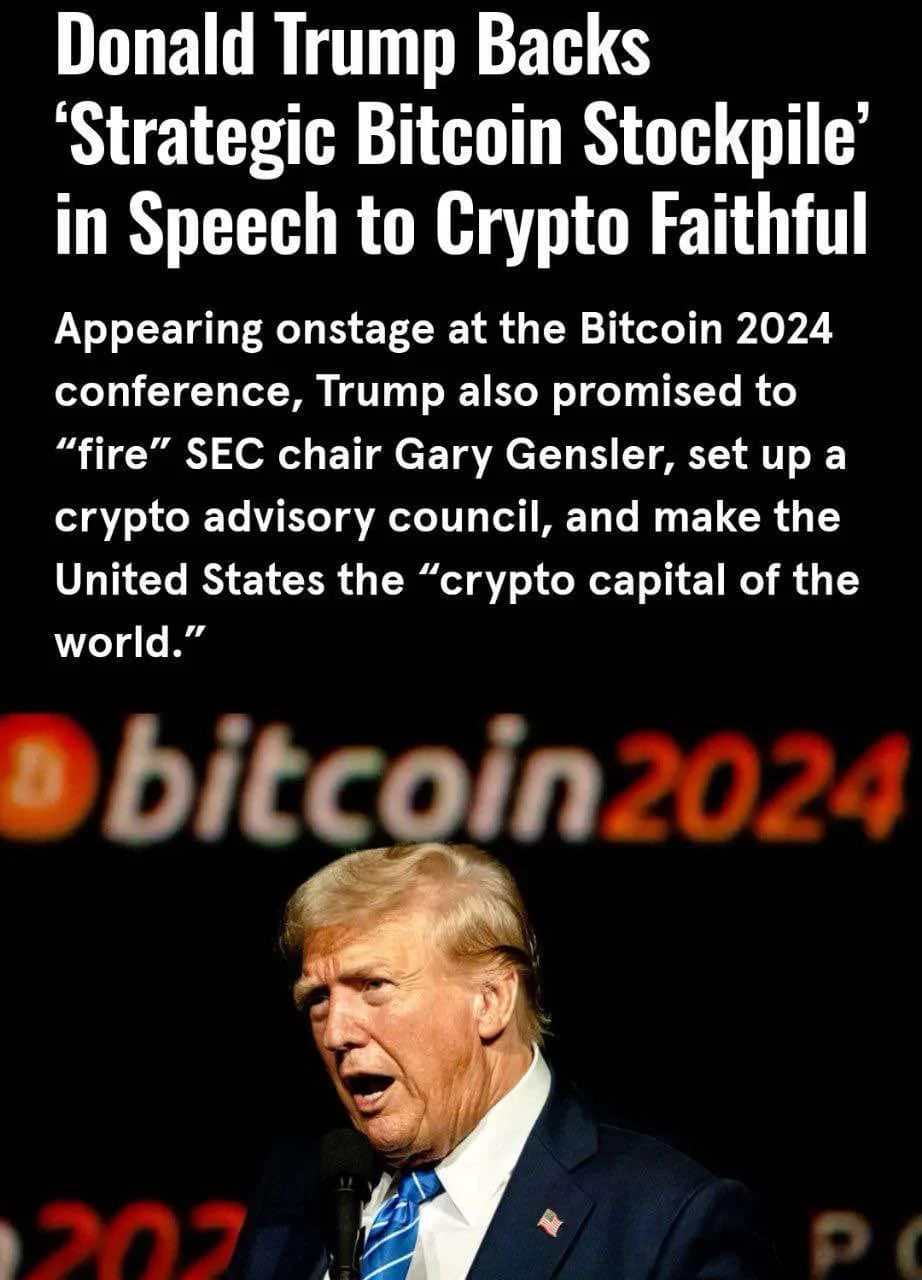 Donald Trump Backs
‘Strategic Bitcoin Stockpile’
in Speech to Crypto Faithful
Appearing onstage at the Bitcoin 2024
conference, Trump also promised to
“fire” SEC chair Gary Gensler, set up a
crypto advisory council, and make the
United States the “crypto capital of the
world.”
bitcoin2024
202
PO